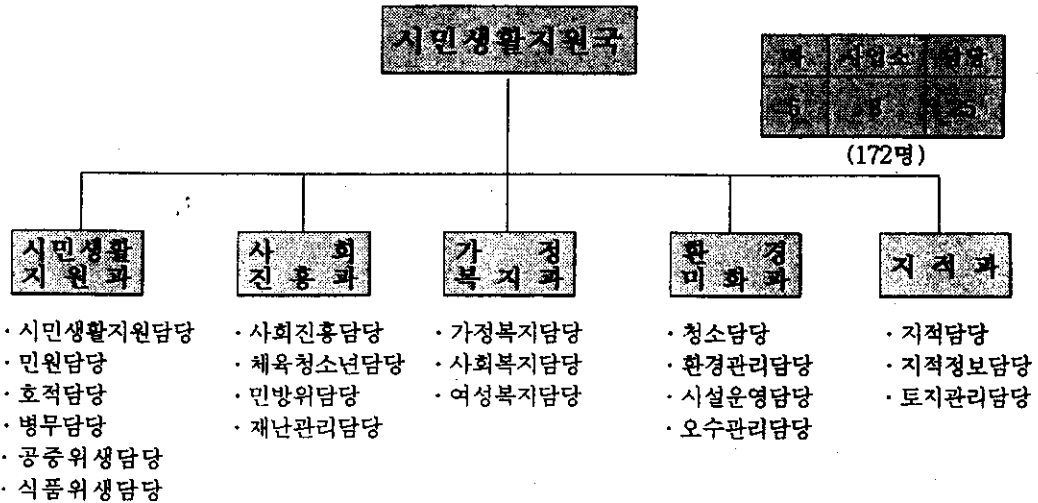 시민생활지원국
과 사업소 담당
(172명)
시민생활
지원과
사회
진흥과
가정
복지과
환경
미화과
지적과
· 시민생활지원담당
· 민원담당
· 호적담당
· 병무담당
· 공중위생담당
· 식품위생담당
· 사회진흥담당
· 체육청소년담당
· 민방위담당
· 재난관리담당
· 가정복지담당
· 사회복지담당
· 여성복지담당
· 청소담당
· 환경관리담당
· 시설운영담당
· 오수관리담당
· 지적담당
· 지적정보담당
· 토지관리담당